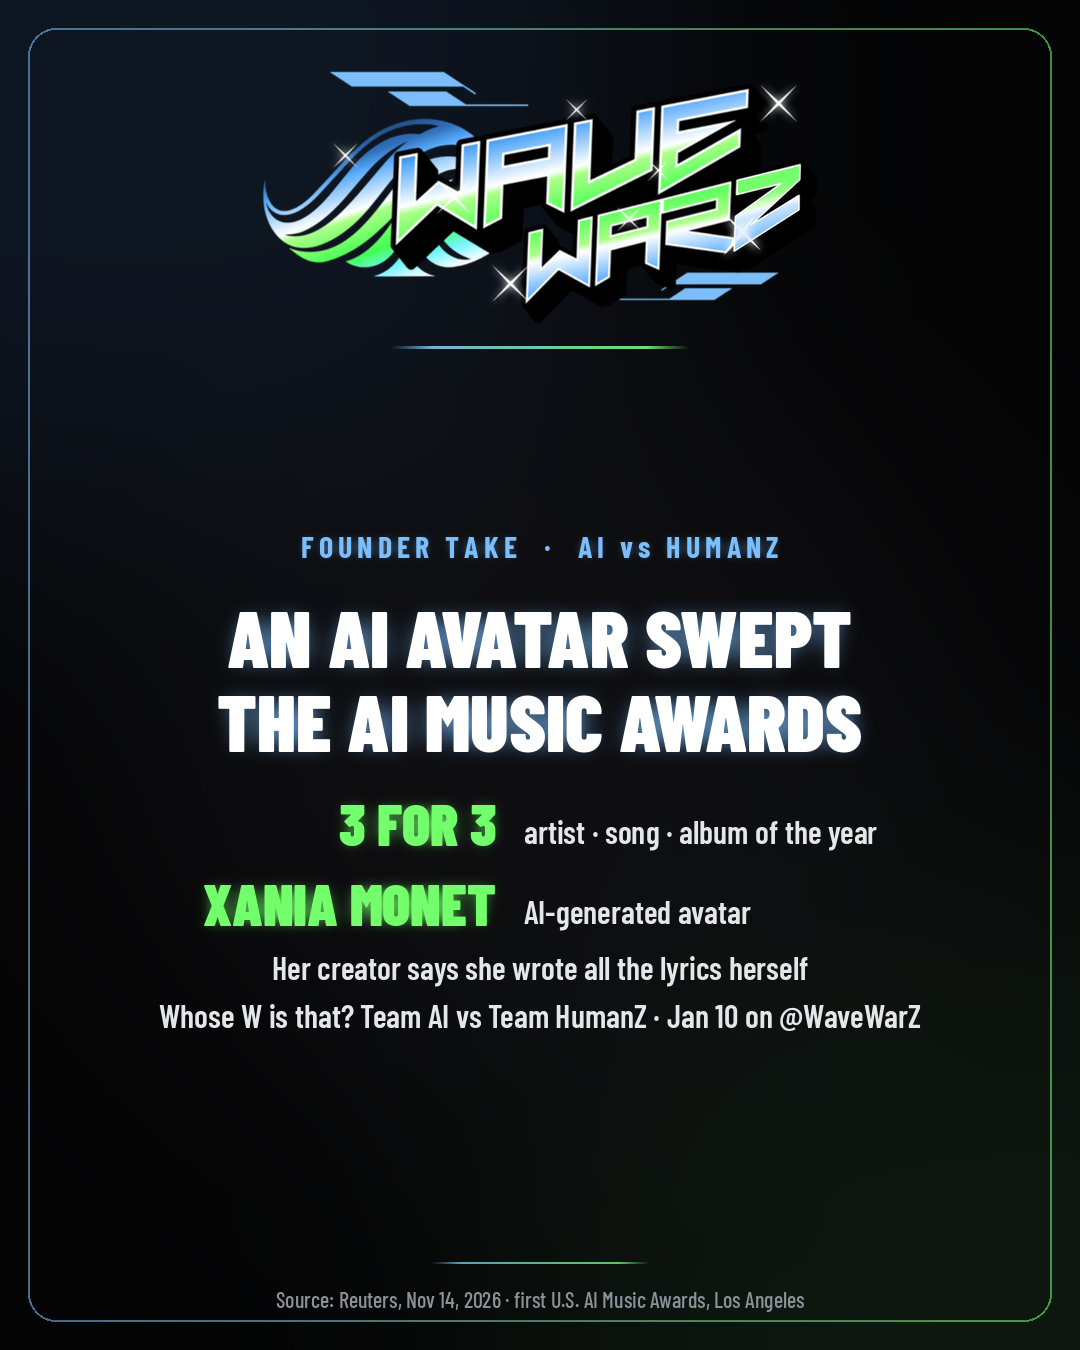 WAVE
WARZ
FOUNDER TAKE · AI vs HUMANZ
AN AI AVATAR SWEPT
THE AI MUSIC AWARDS
3 FOR 3 artist · song · album of the year
XANIA MONET AI-generated avatar
Her creator says she wrote all the lyrics herself
Whose W is that? Team AI vs Team HumanZ · Jan 10 on @WaveWarZ
Source: Reuters, Nov 14, 2026 · first U.S. AI Music Awards, Los Angeles